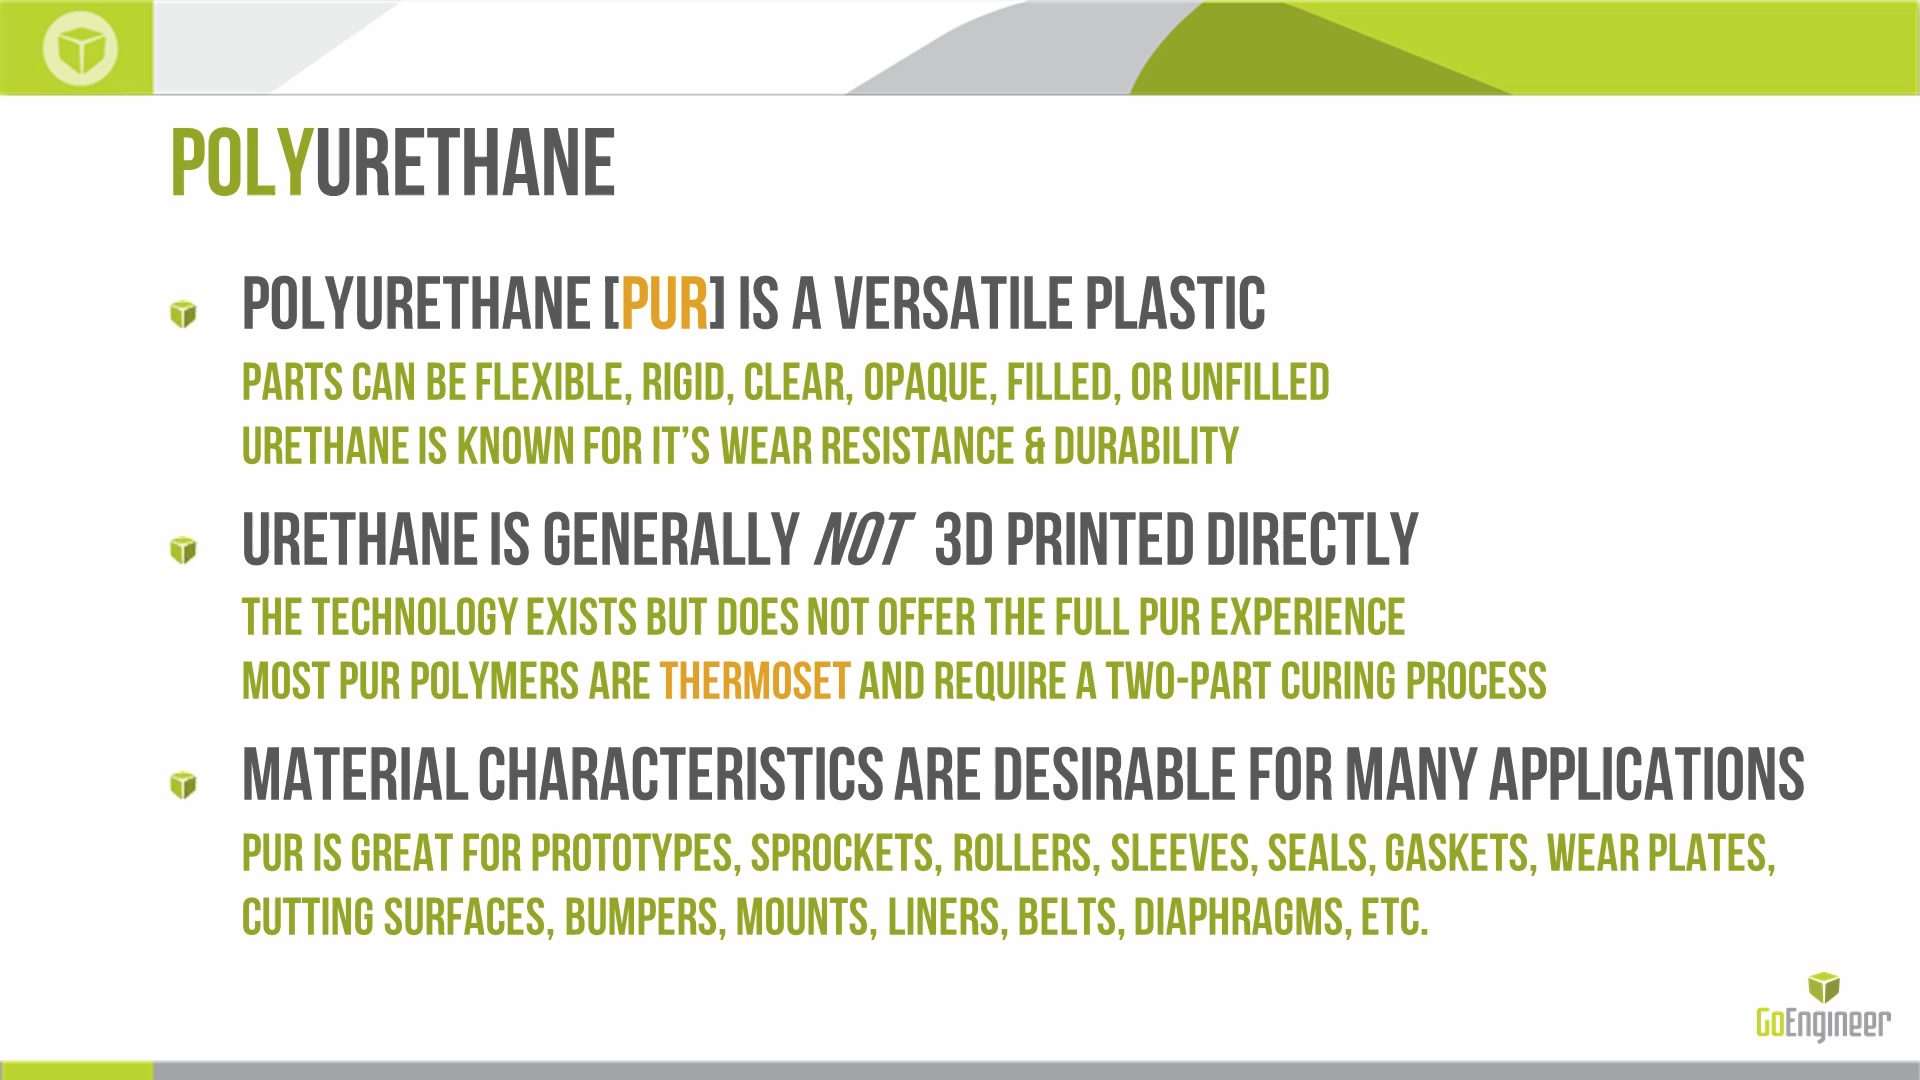 POLYURETHANE
POLYURETHANE [PUR] IS A VERSATILE PLASTIC
PARTS CAN BE FLEXIBLE, RIGID, CLEAR, OPAQUE, FILLED, OR UNFILLED
URETHANE IS KNOWN FOR IT'S WEAR RESISTANCE & DURABILITY
URETHANE IS GENERALLY NOT 3D PRINTED DIRECTLY
THE TECHNOLOGY EXISTS BUT DOES NOT OFFER THE FULL PUR EXPERIENCE
MOST PUR POLYMERS ARE THERMOSET AND REQUIRE A TWO-PART CURING PROCESS
MATERIAL CHARACTERISTICS ARE DESIRABLE FOR MANY APPLICATIONS
PUR IS GREAT FOR PROTOTYPES, SPROCKETS, ROLLERS, SLEEVES, SEALS, GASKETS, WEAR PLATES,
CUTTING SURFACES, BUMPERS, MOUNTS, LINERS, BELTS, DIAPHRAGMS, ETC.
GoEngineer